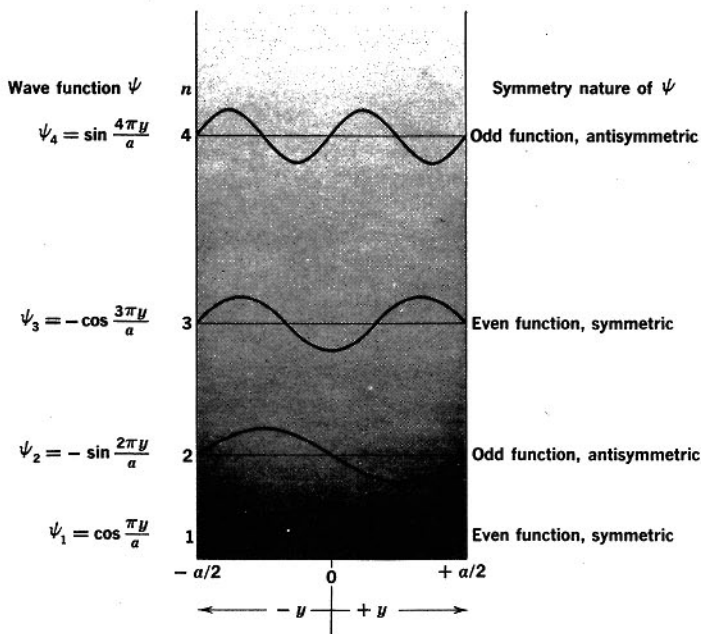 Wave function ψ n Symmetry nature of ψ
ψ₄ = sin 4πy/a 4 Odd function, antisymmetric
ψ₃ = −cos 3πy/a 3 Even function, symmetric
ψ₂ = − sin 2πy/a 2 Odd function, antisymmetric
ψ₁ = cos πy/a 1 Even function, symmetric
− a/2 0 + a/2
− y + y